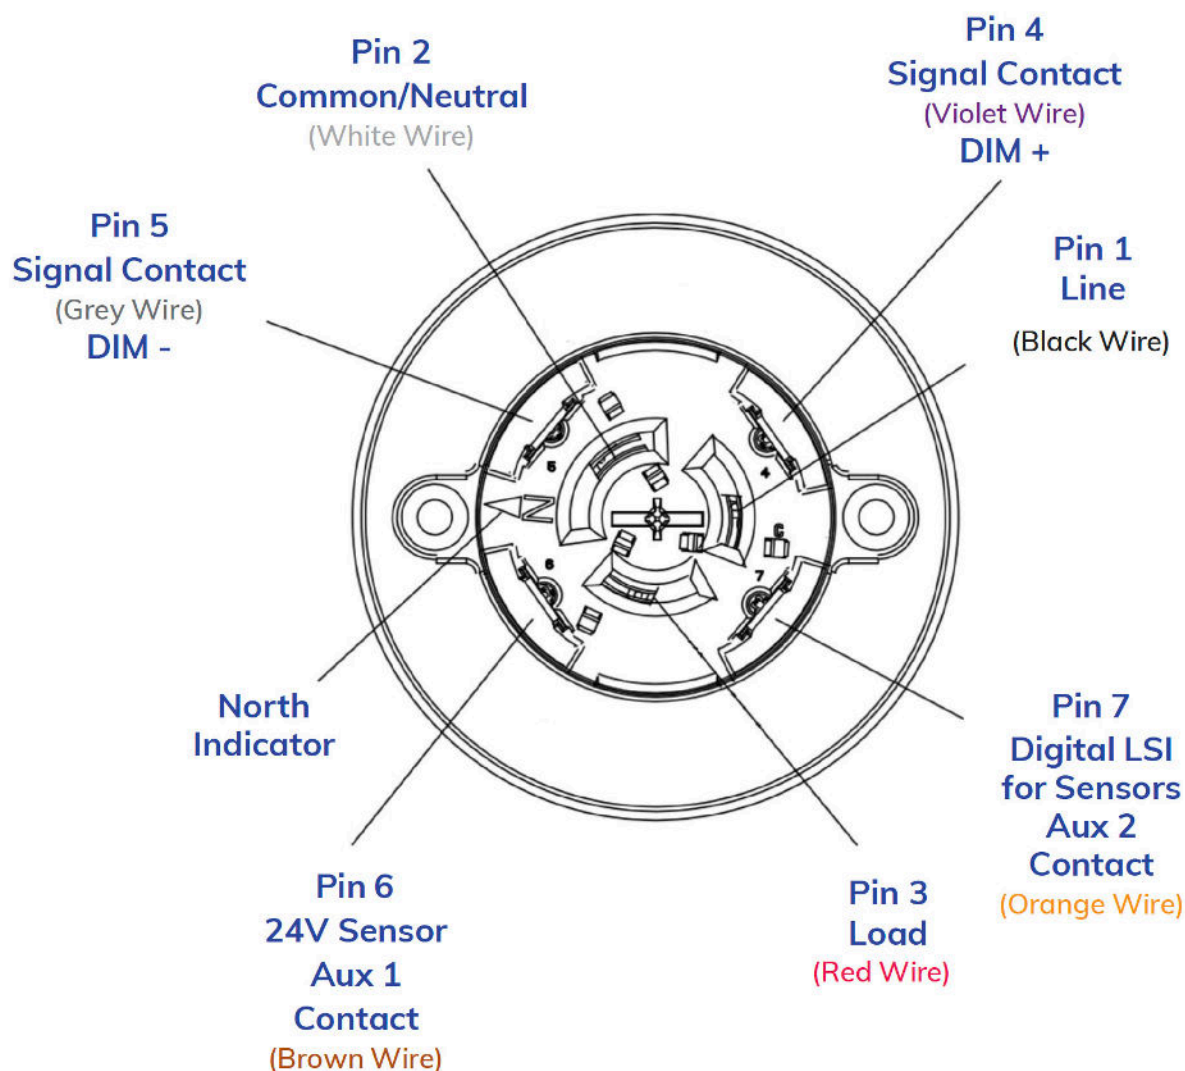 Pin 2
Common/Neutral
(White Wire)
Pin 4
Signal Contact
(Violet Wire)
DIM +
Pin 5
Signal Contact
(Grey Wire)
DIM -
Pin 1
Line
(Black Wire)
5
4
N
C
6
7
North
Indicator
Pin 7
Digital LSI
for Sensors
Aux 2
Contact
(Orange Wire)
Pin 6
24V Sensor
Aux 1
Contact
(Brown Wire)
Pin 3
Load
(Red Wire)